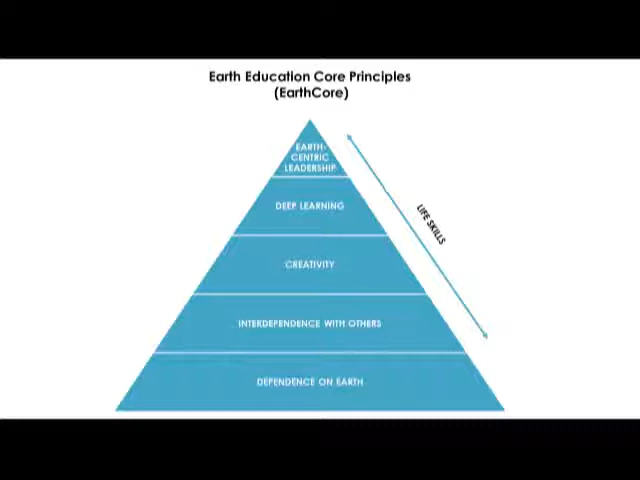 Earth Education Core Principles
(EarthCore)
EARTH-
CENTRIC
LEADERSHIP
DEEP LEARNING
LIFE SKILLS
CREATIVITY
INTERDEPENDENCE WITH OTHERS
DEPENDENCE ON EARTH